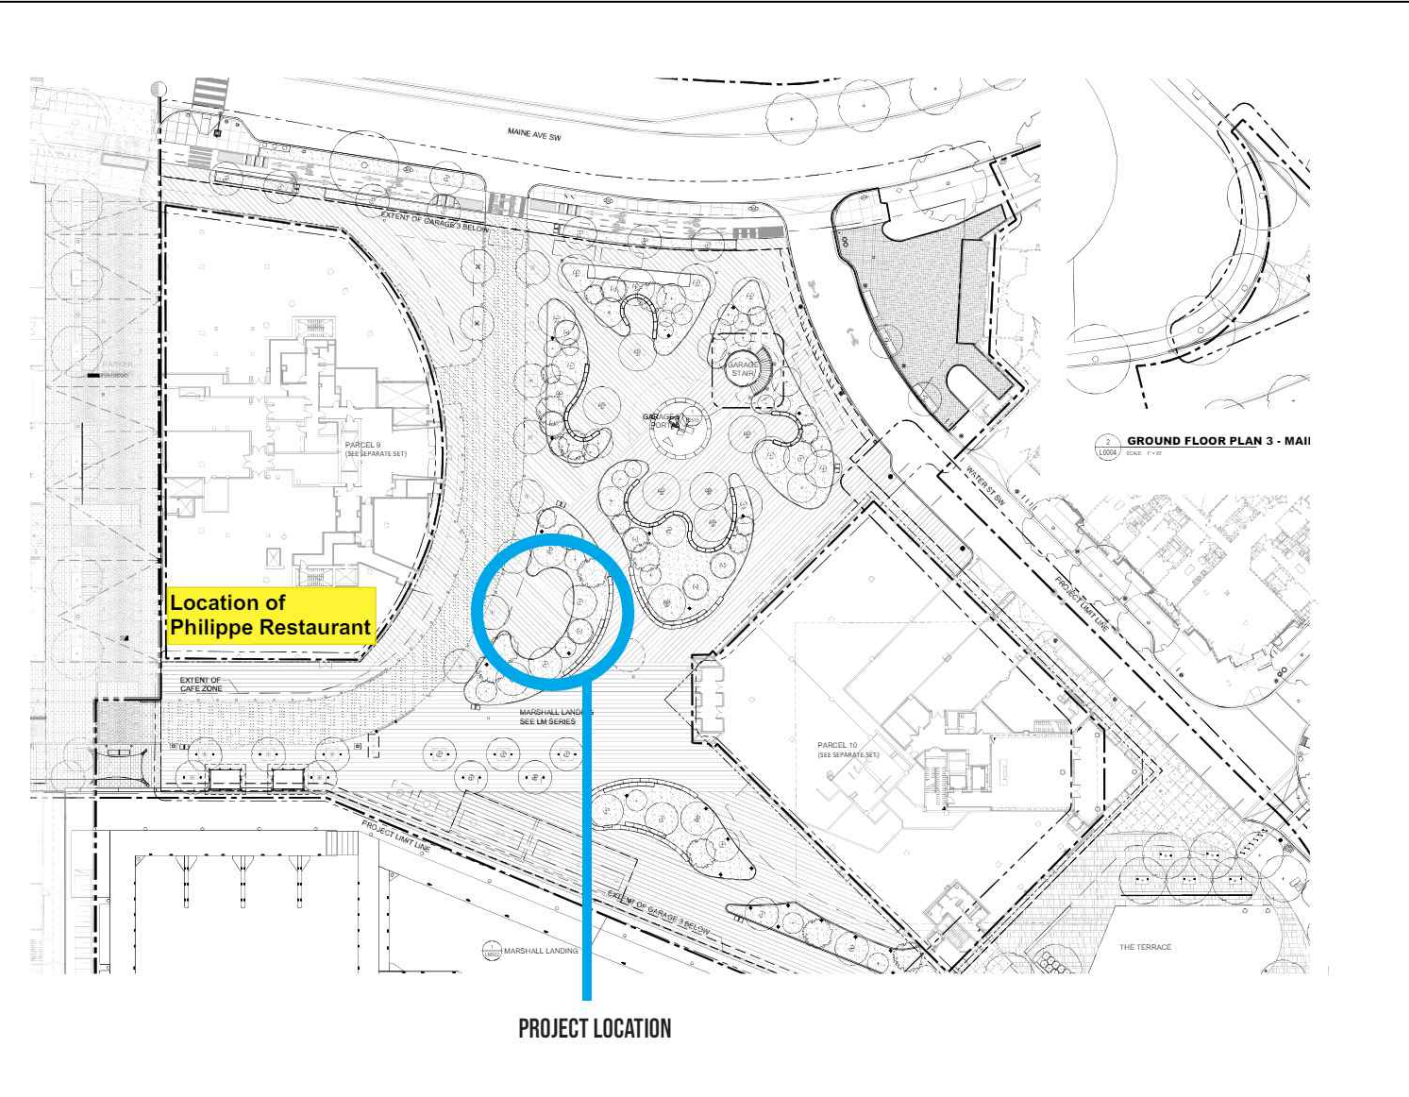 MAINE AVE SW
EXTENT OF GARAGE 3 BELOW
GARAGE
STAIR
GARAGE
PORTAL
PARCEL 9
(SEE SEPARATE SET)
2
L0004
GROUND FLOOR PLAN 3 - MAI
WATER ST SW
PROJECT LIMIT LINE
Location of
Philippe Restaurant
EXTENT OF
CAFE ZONE
MARSHALL LANDING
SEE LM SERIES
PARCEL 10
(SEE SEPARATE SET)
PROJECT LIMIT LINE
EXTENT OF GARAGE 3 BELOW
1
MARSHALL LANDING
THE TERRACE
PROJECT LOCATION